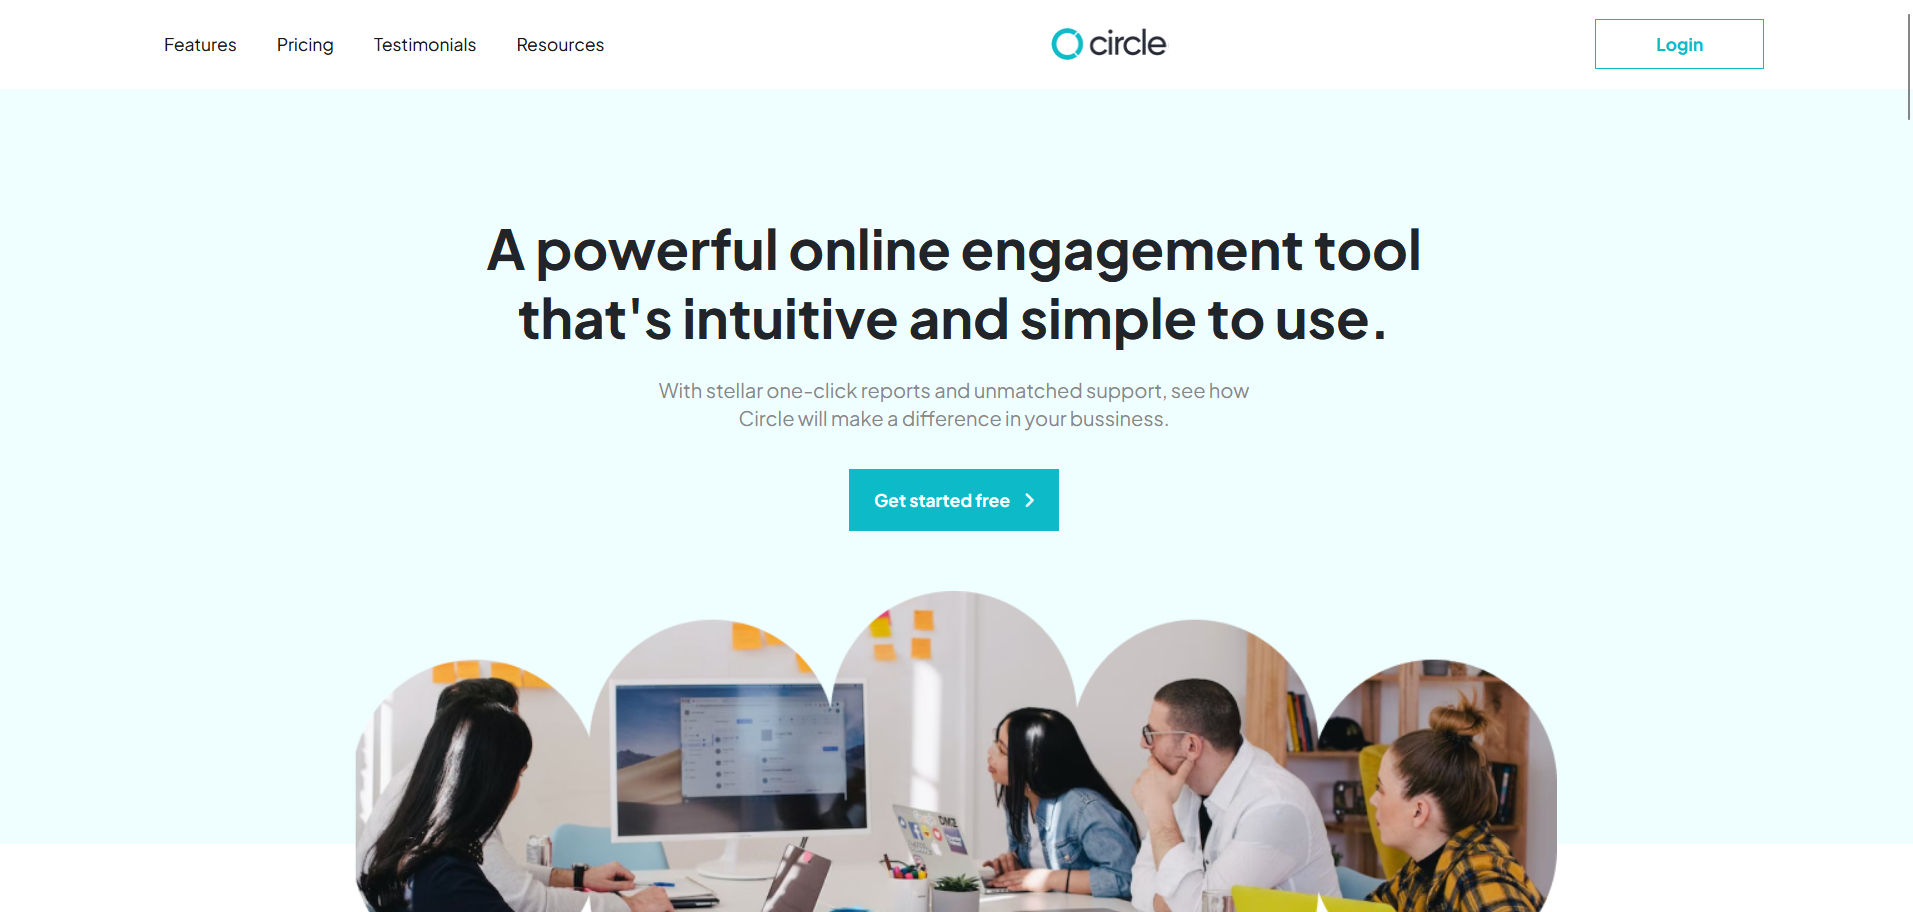 Features Pricing Testimonials Resources circle Login
A powerful online engagement tool
that's intuitive and simple to use.
With stellar one-click reports and unmatched support, see how
Circle will make a difference in your bussiness.
Get started free